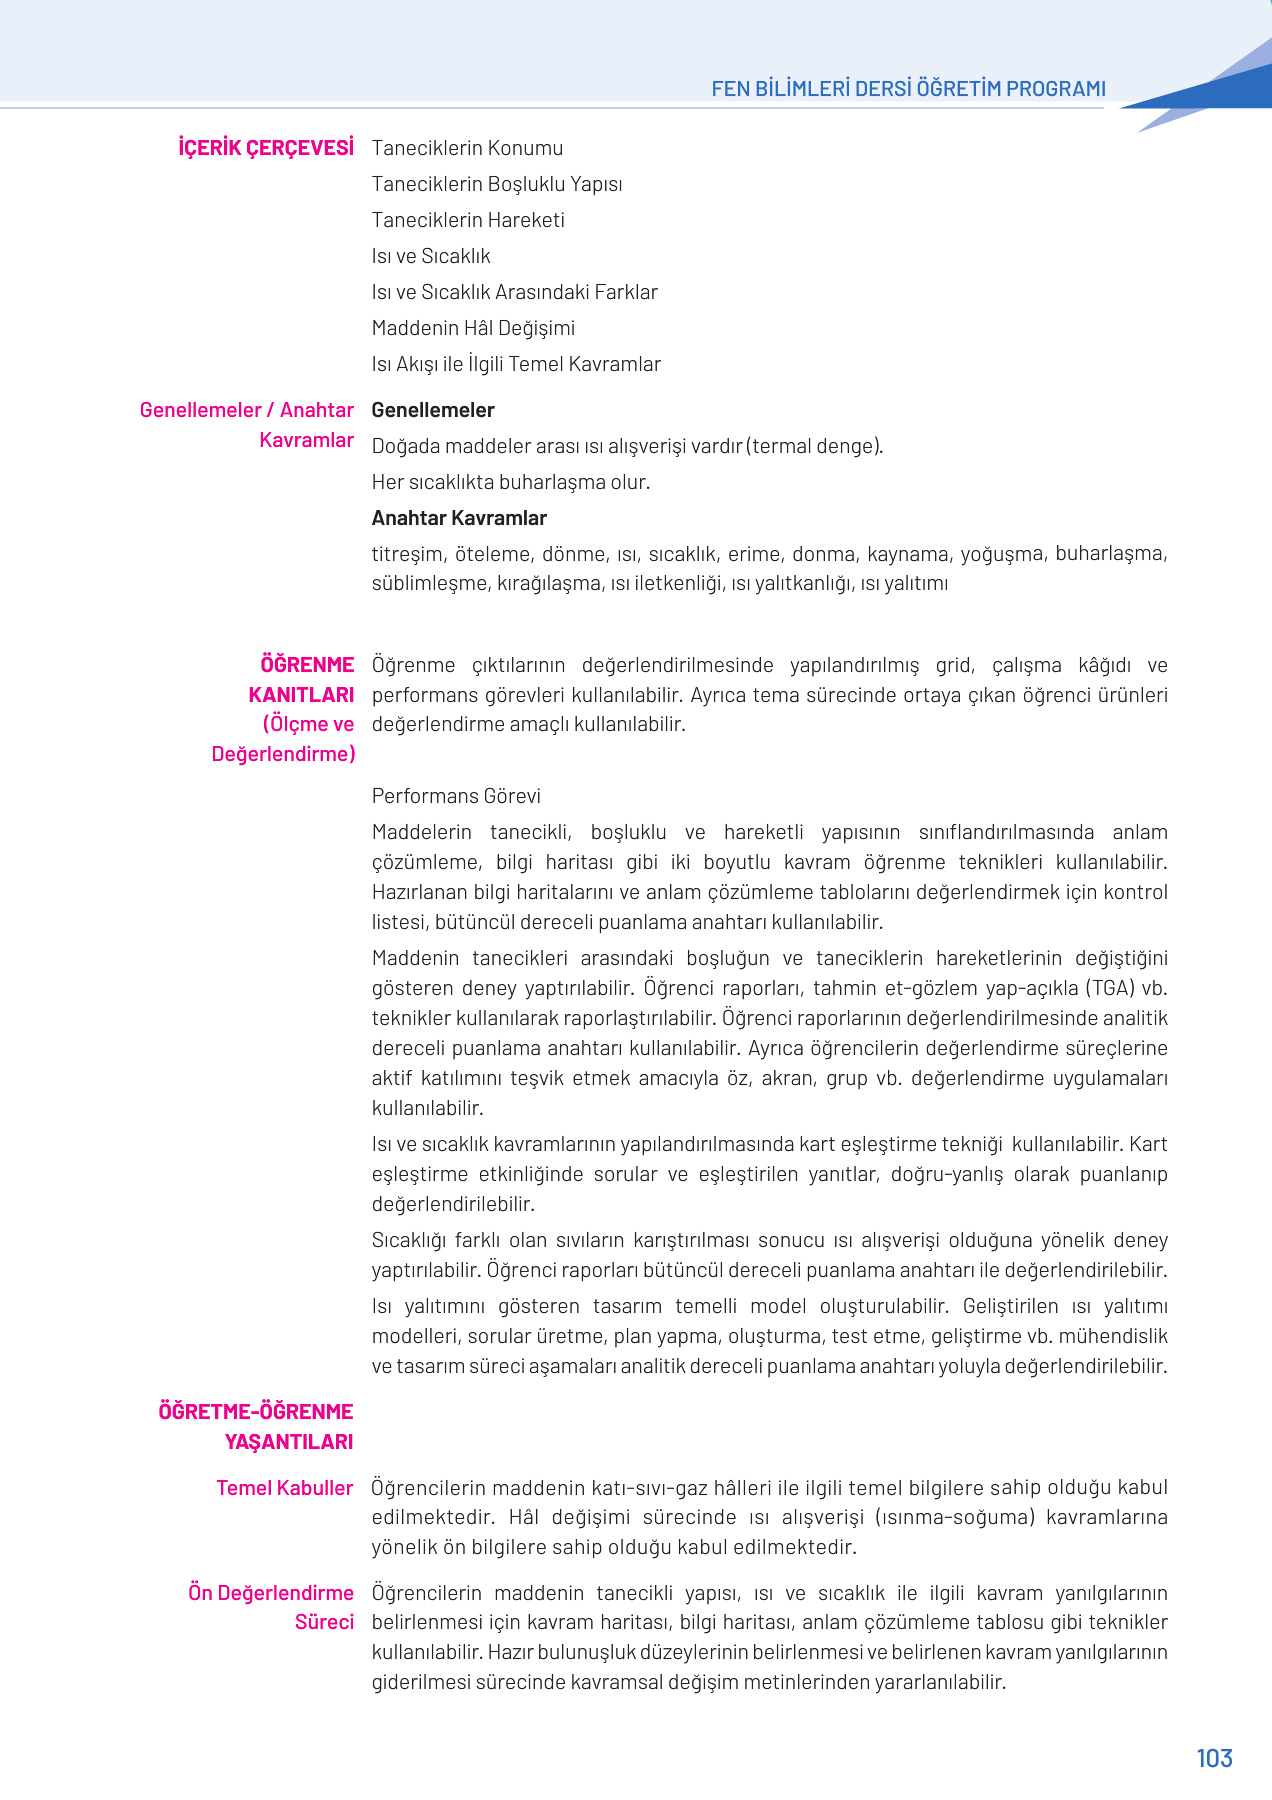 FEN BİLİMLERİ DERSİ ÖĞRETİM PROGRAMI
İÇERİK ÇERÇEVESİ Taneciklerin Konumu
Taneciklerin Boşluklu Yapısı
Taneciklerin Hareketi
Isı ve Sıcaklık
Isı ve Sıcaklık Arasındaki Farklar
Maddenin Hâl Değişimi
Isı Akışı ile İlgili Temel Kavramlar
Genellemeler / Anahtar Kavramlar
Genellemeler
Doğada maddeler arası ısı alışverişi vardır (termal denge).
Her sıcaklıkta buharlaşma olur.
Anahtar Kavramlar
titreşim, öteleme, dönme, ısı, sıcaklık, erime, donma, kaynama, yoğuşma, buharlaşma,
süblimleşme, kırağılaşma, ısı iletkenliği, ısı yalıtkanlığı, ısı yalıtımı
ÖĞRENME
KANITLARI
(Ölçme ve
Değerlendirme)
Öğrenme çıktılarının değerlendirilmesinde yapılandırılmış grid, çalışma kâğıdı ve
performans görevleri kullanılabilir. Ayrıca tema sürecinde ortaya çıkan öğrenci ürünleri
değerlendirme amaçlı kullanılabilir.
Performans Görevi
Maddelerin tanecikli, boşluklu ve hareketli yapısının sınıflandırılmasında anlam
çözümleme, bilgi haritası gibi iki boyutlu kavram öğrenme teknikleri kullanılabilir.
Hazırlanan bilgi haritalarını ve anlam çözümleme tablolarını değerlendirmek için kontrol
listesi, bütüncül dereceli puanlama anahtarı kullanılabilir.
Maddenin tanecikleri arasındaki boşluğun ve taneciklerin hareketlerinin değiştiğini
gösteren deney yaptırılabilir. Öğrenci raporları, tahmin et-gözlem yap-açıkla (TGA) vb.
teknikler kullanılarak raporlaştırılabilir. Öğrenci raporlarının değerlendirilmesinde analitik
dereceli puanlama anahtarı kullanılabilir. Ayrıca öğrencilerin değerlendirme süreçlerine
aktif katılımını teşvik etmek amacıyla öz, akran, grup vb. değerlendirme uygulamaları
kullanılabilir.
Isı ve sıcaklık kavramlarının yapılandırılmasında kart eşleştirme tekniği kullanılabilir. Kart
eşleştirme etkinliğinde sorular ve eşleştirilen yanıtlar, doğru-yanlış olarak puanlanıp
değerlendirilebilir.
Sıcaklığı farklı olan sıvıların karıştırılması sonucu ısı alışverişi olduğuna yönelik deney
yaptırılabilir. Öğrenci raporları bütüncül dereceli puanlama anahtarı ile değerlendirilebilir.
Isı yalıtımını gösteren tasarım temelli model oluşturulabilir. Geliştirilen ısı yalıtımı
modelleri, sorular üretme, plan yapma, oluşturma, test etme, geliştirme vb. mühendislik
ve tasarım süreci aşamaları analitik dereceli puanlama anahtarı yoluyla değerlendirilebilir.
ÖĞRETME-ÖĞRENME
YAŞANTILARI
Temel Kabuller
Öğrencilerin maddenin katı-sıvı-gaz hâlleri ile ilgili temel bilgilere sahip olduğu kabul
edilmektedir. Hâl değişimi sürecinde ısı alışverişi (ısınma-soğuma) kavramlarına
yönelik ön bilgilere sahip olduğu kabul edilmektedir.
Ön Değerlendirme
Süreci
Öğrencilerin maddenin tanecikli yapısı, ısı ve sıcaklık ile ilgili kavram yanılgılarının
belirlenmesi için kavram haritası, bilgi haritası, anlam çözümleme tablosu gibi teknikler
kullanılabilir. Hazır bulunuşluk düzeylerinin belirlenmesi ve belirlenen kavram yanılgılarının
giderilmesi sürecinde kavramsal değişim metinlerinden yararlanılabilir.
103